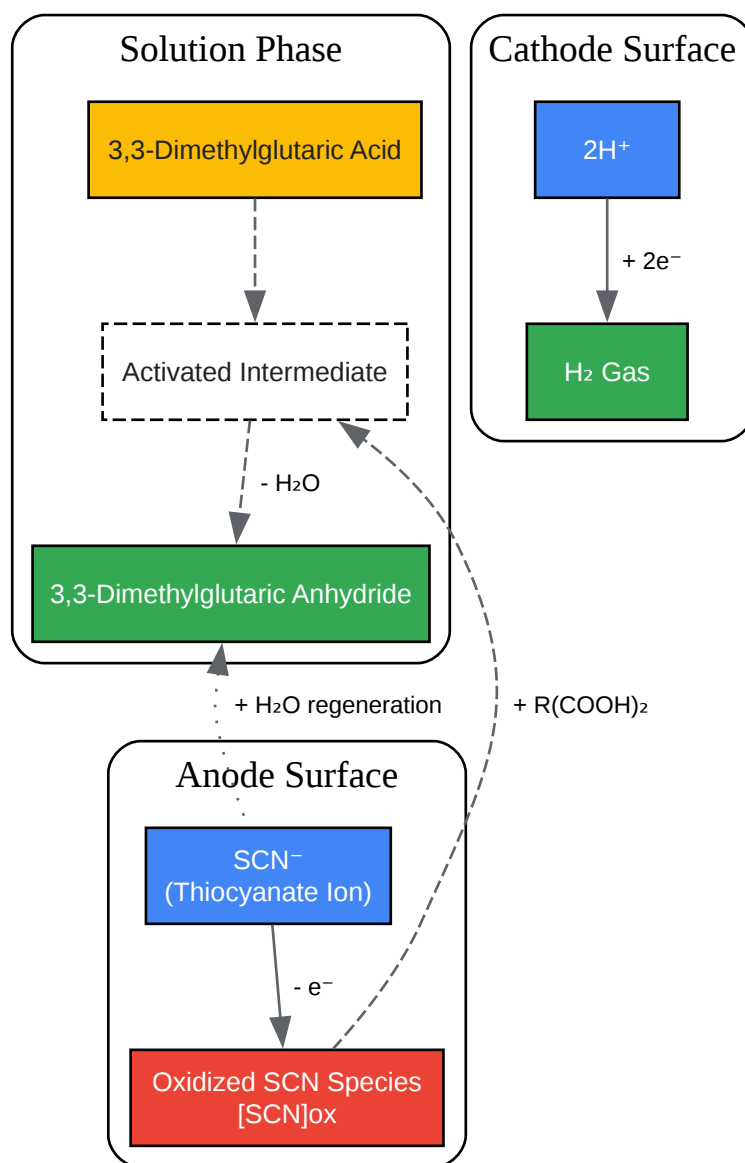 Solution Phase
3,3-Dimethylglutaric Acid
Activated Intermediate
- H₂O
3,3-Dimethylglutaric Anhydride
Cathode Surface
2H⁺
+ 2e⁻
H₂ Gas
+ H₂O regeneration
+ R(COOH)₂
Anode Surface
SCN⁻
(Thiocyanate Ion)
- e⁻
Oxidized SCN Species
[SCN]ox